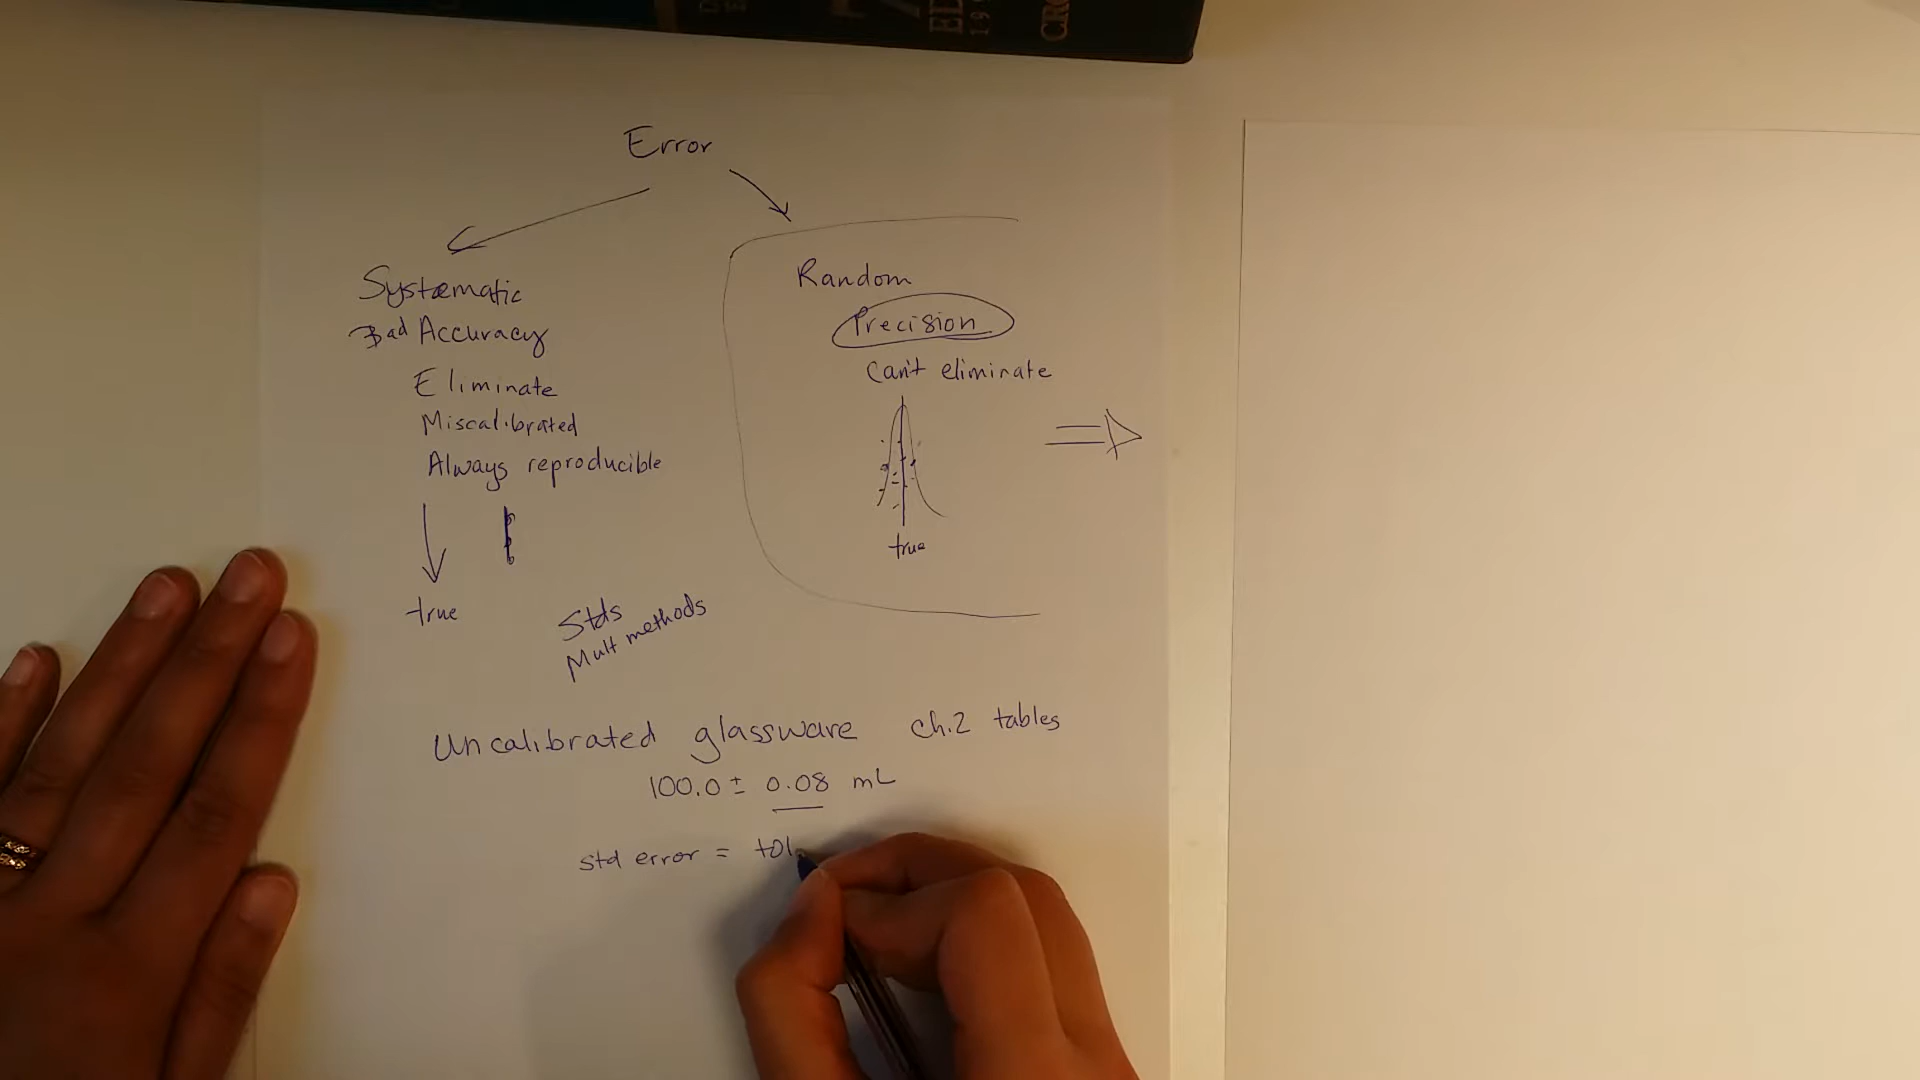 Error
Systematic
Bad Accuracy
Eliminate
Miscalibrated
Always reproducible
true
Stds
Mult methods
Random
Precision
Can't eliminate
true
Uncalibrated glassware ch.2 tables
100.0 ± 0.08 mL
std error = tol